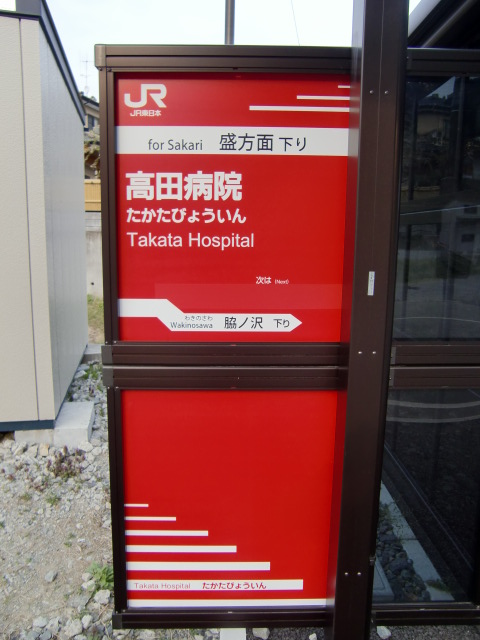 JR
JR東日本
for Sakari 盛方面 下り
高田病院
たかたびょういん
Takata Hospital
次は (Next)
わきのさわ
Wakinosawa 脇ノ沢 下り
Takata Hospital たかたびょういん